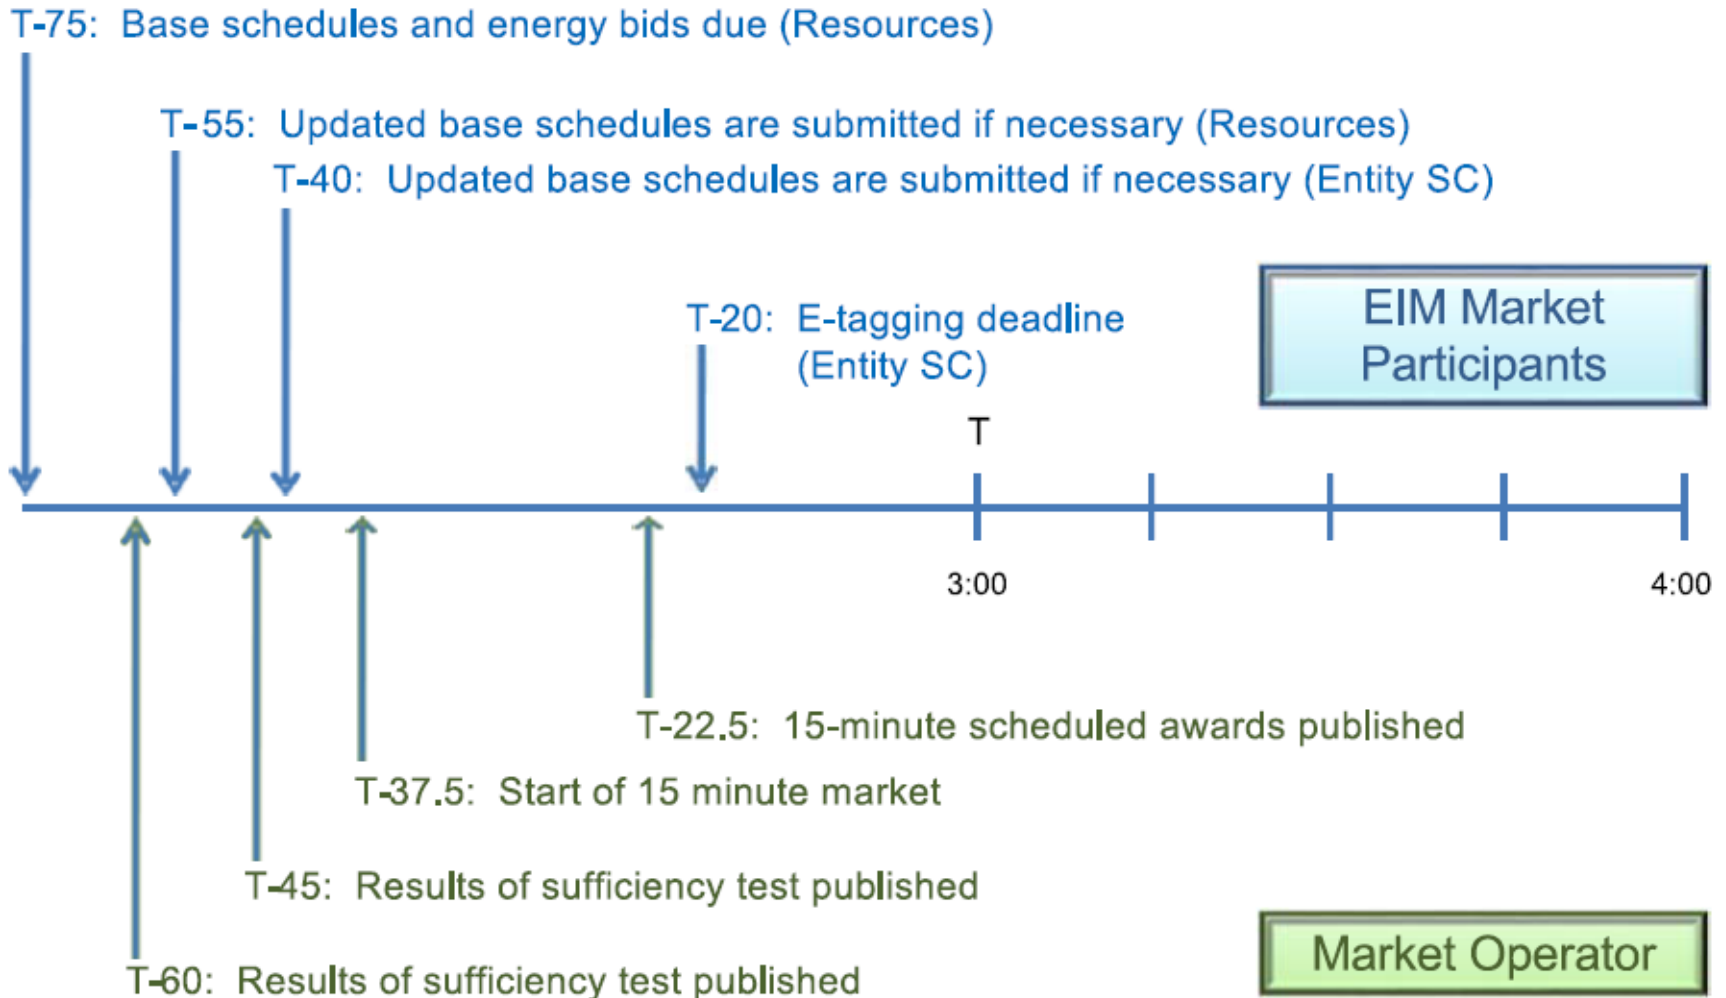 T-75: Base schedules and energy bids due (Resources)
T-55: Updated base schedules are submitted if necessary (Resources)
T-40: Updated base schedules are submitted if necessary (Entity SC)
EIM Market
Participants
T-20: E-tagging deadline
(Entity SC)
T
3:00
4:00
T-22.5: 15-minute scheduled awards published
T-37.5: Start of 15 minute market
T-45: Results of sufficiency test published
Market Operator
T-60: Results of sufficiency test published